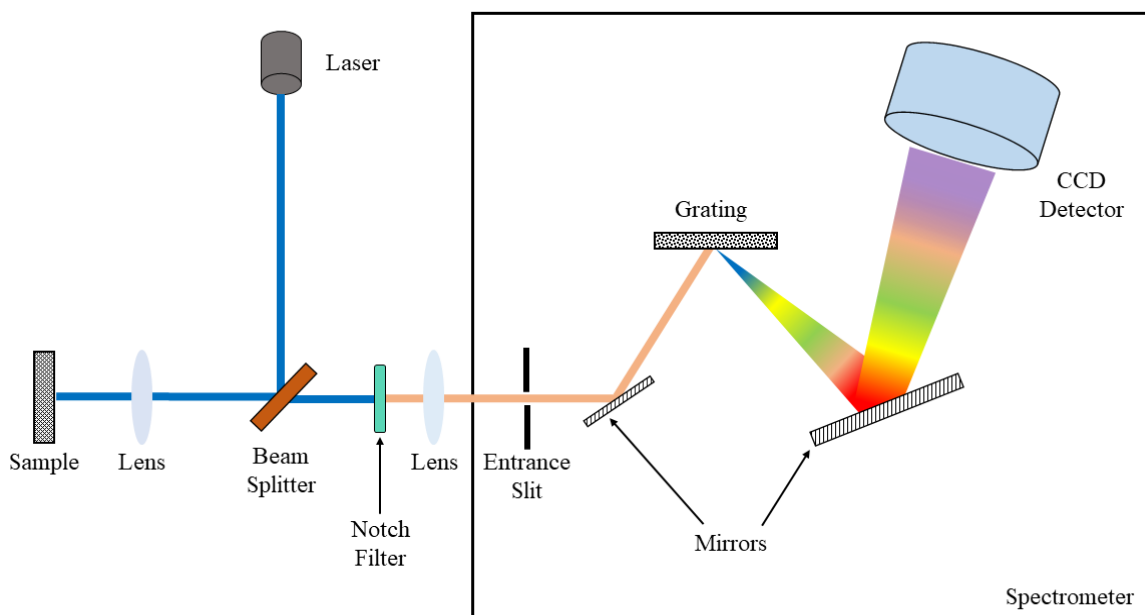 Laser
CCD
Detector
Grating
Sample
Lens
Beam
Splitter
Lens
Entrance
Slit
Notch
Filter
Mirrors
Spectrometer